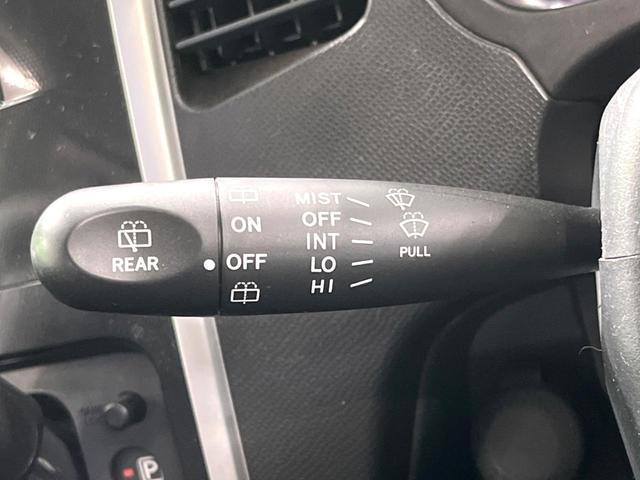 MIST
OFF
INT
LO
HI
PULL
ON
OFF
REAR
P